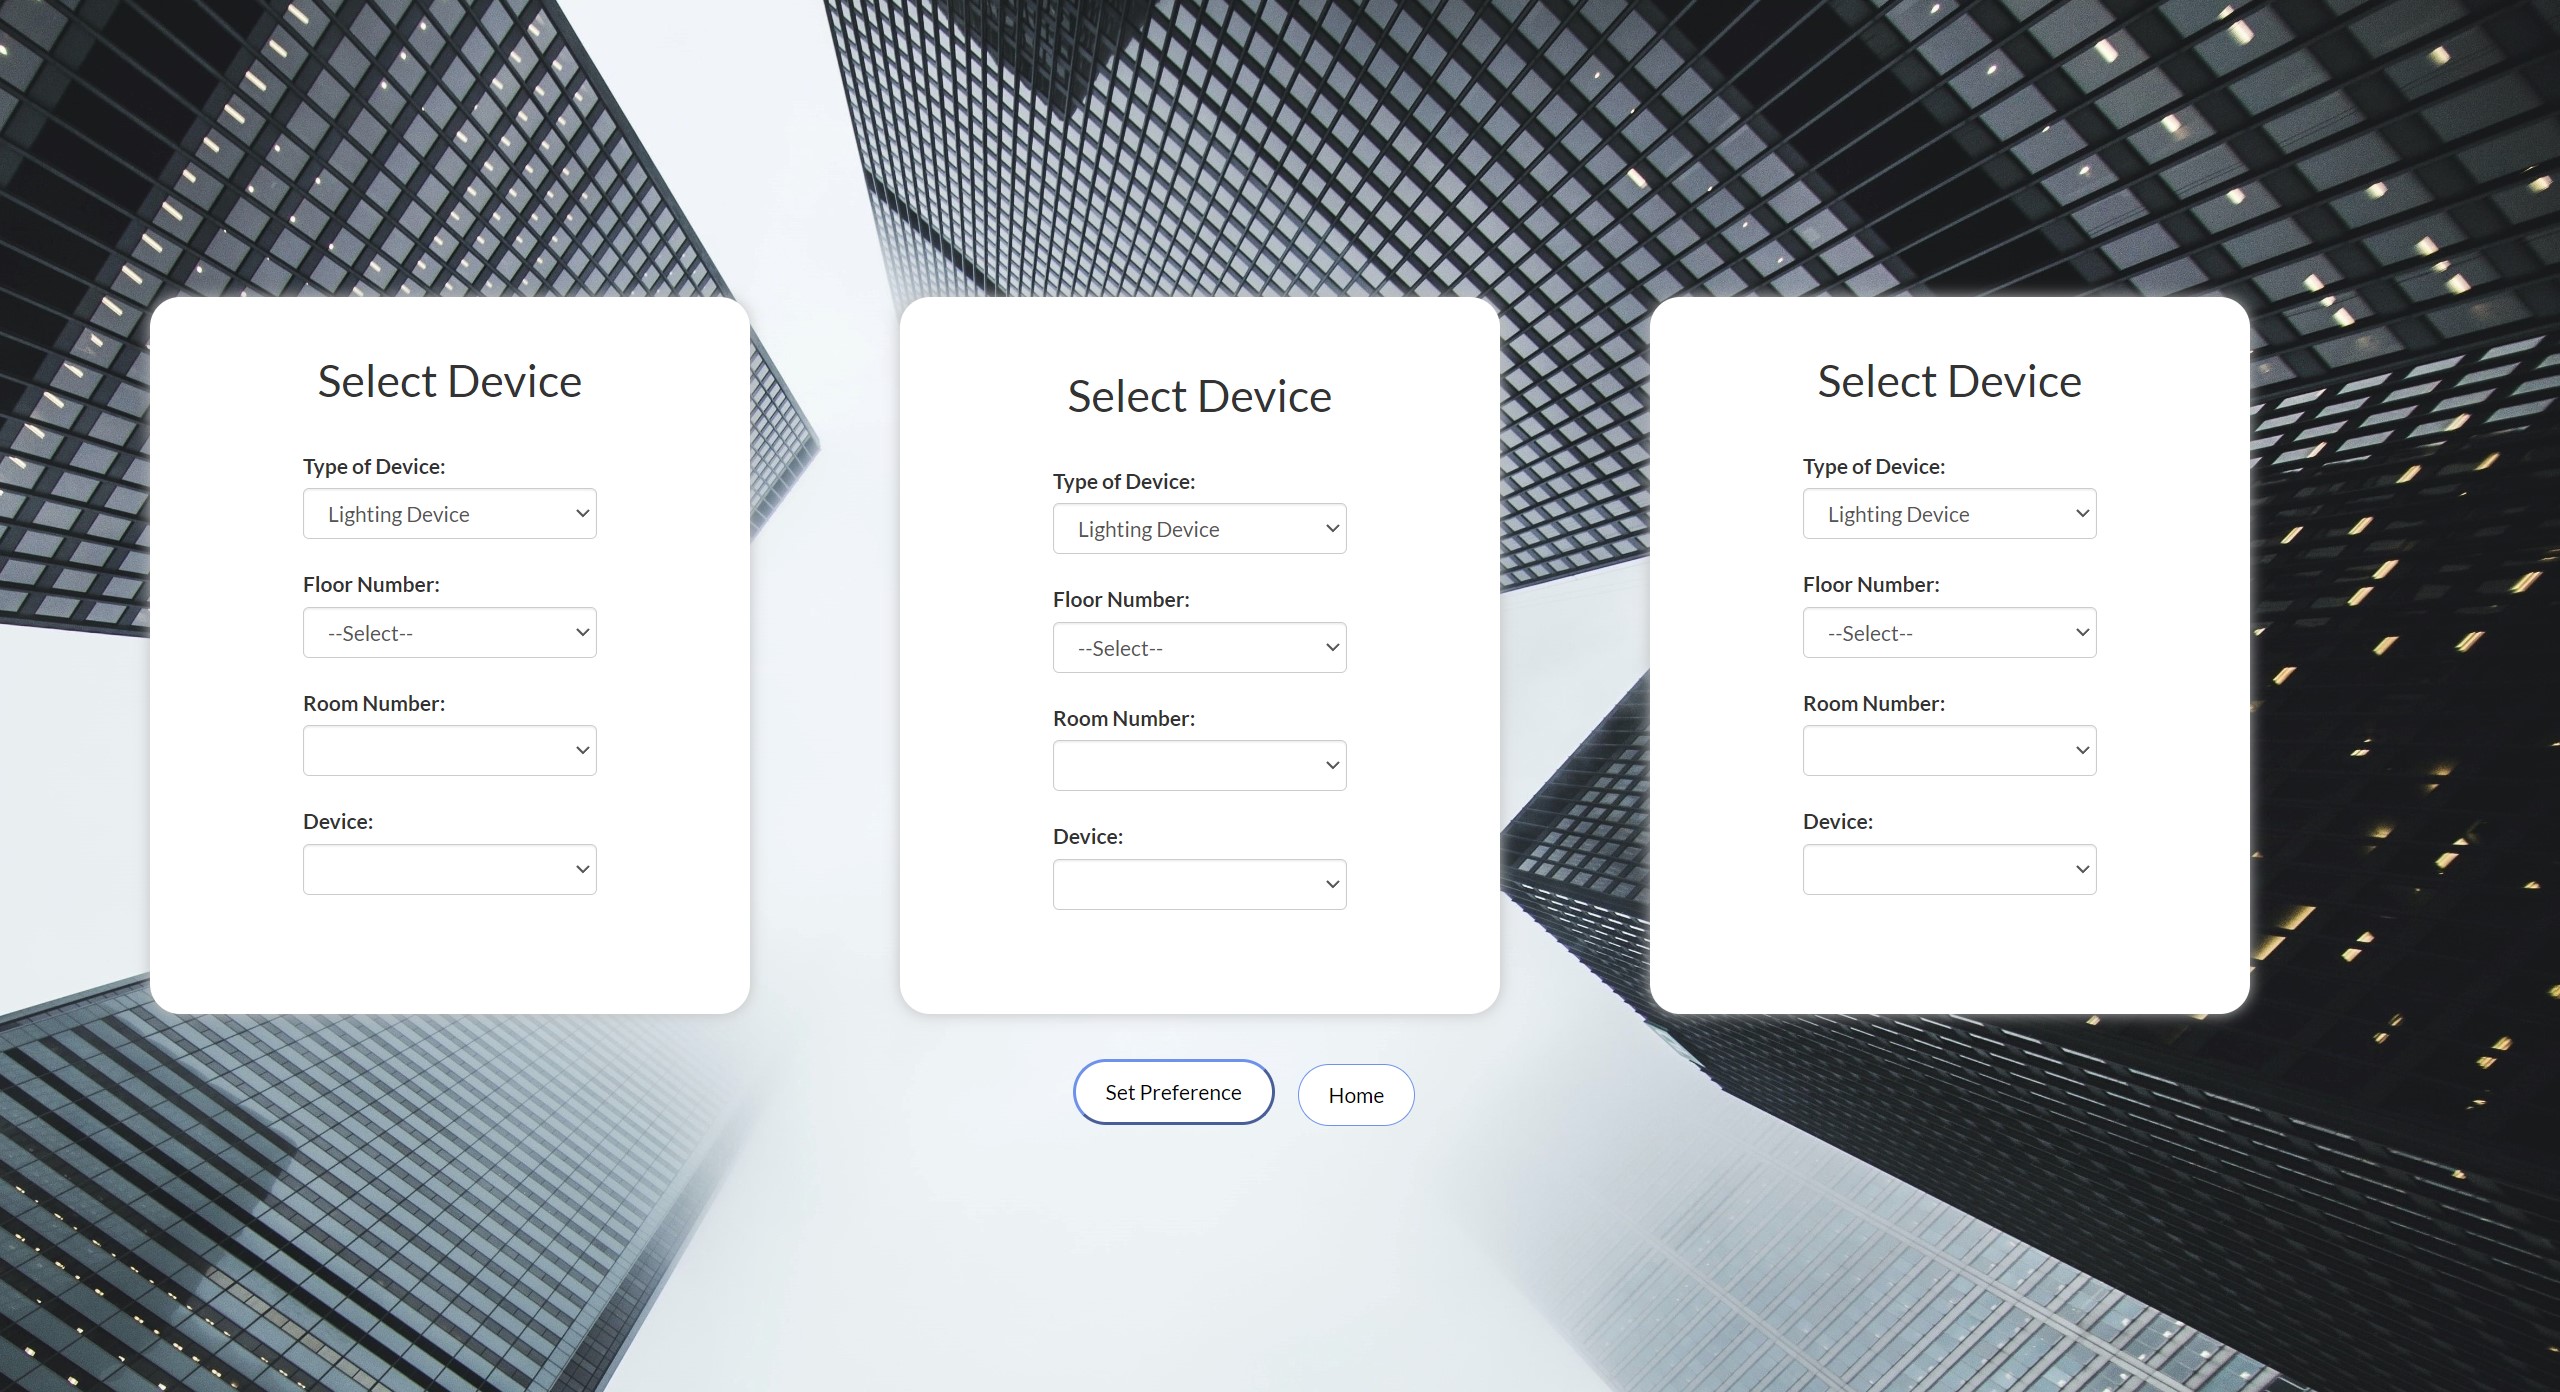 Select Device
Type of Device:
Lighting Device
Floor Number:
--Select--
Room Number:
Device:
Select Device
Type of Device:
Lighting Device
Floor Number:
--Select--
Room Number:
Device:
Select Device
Type of Device:
Lighting Device
Floor Number:
--Select--
Room Number:
Device:
Set Preference
Home